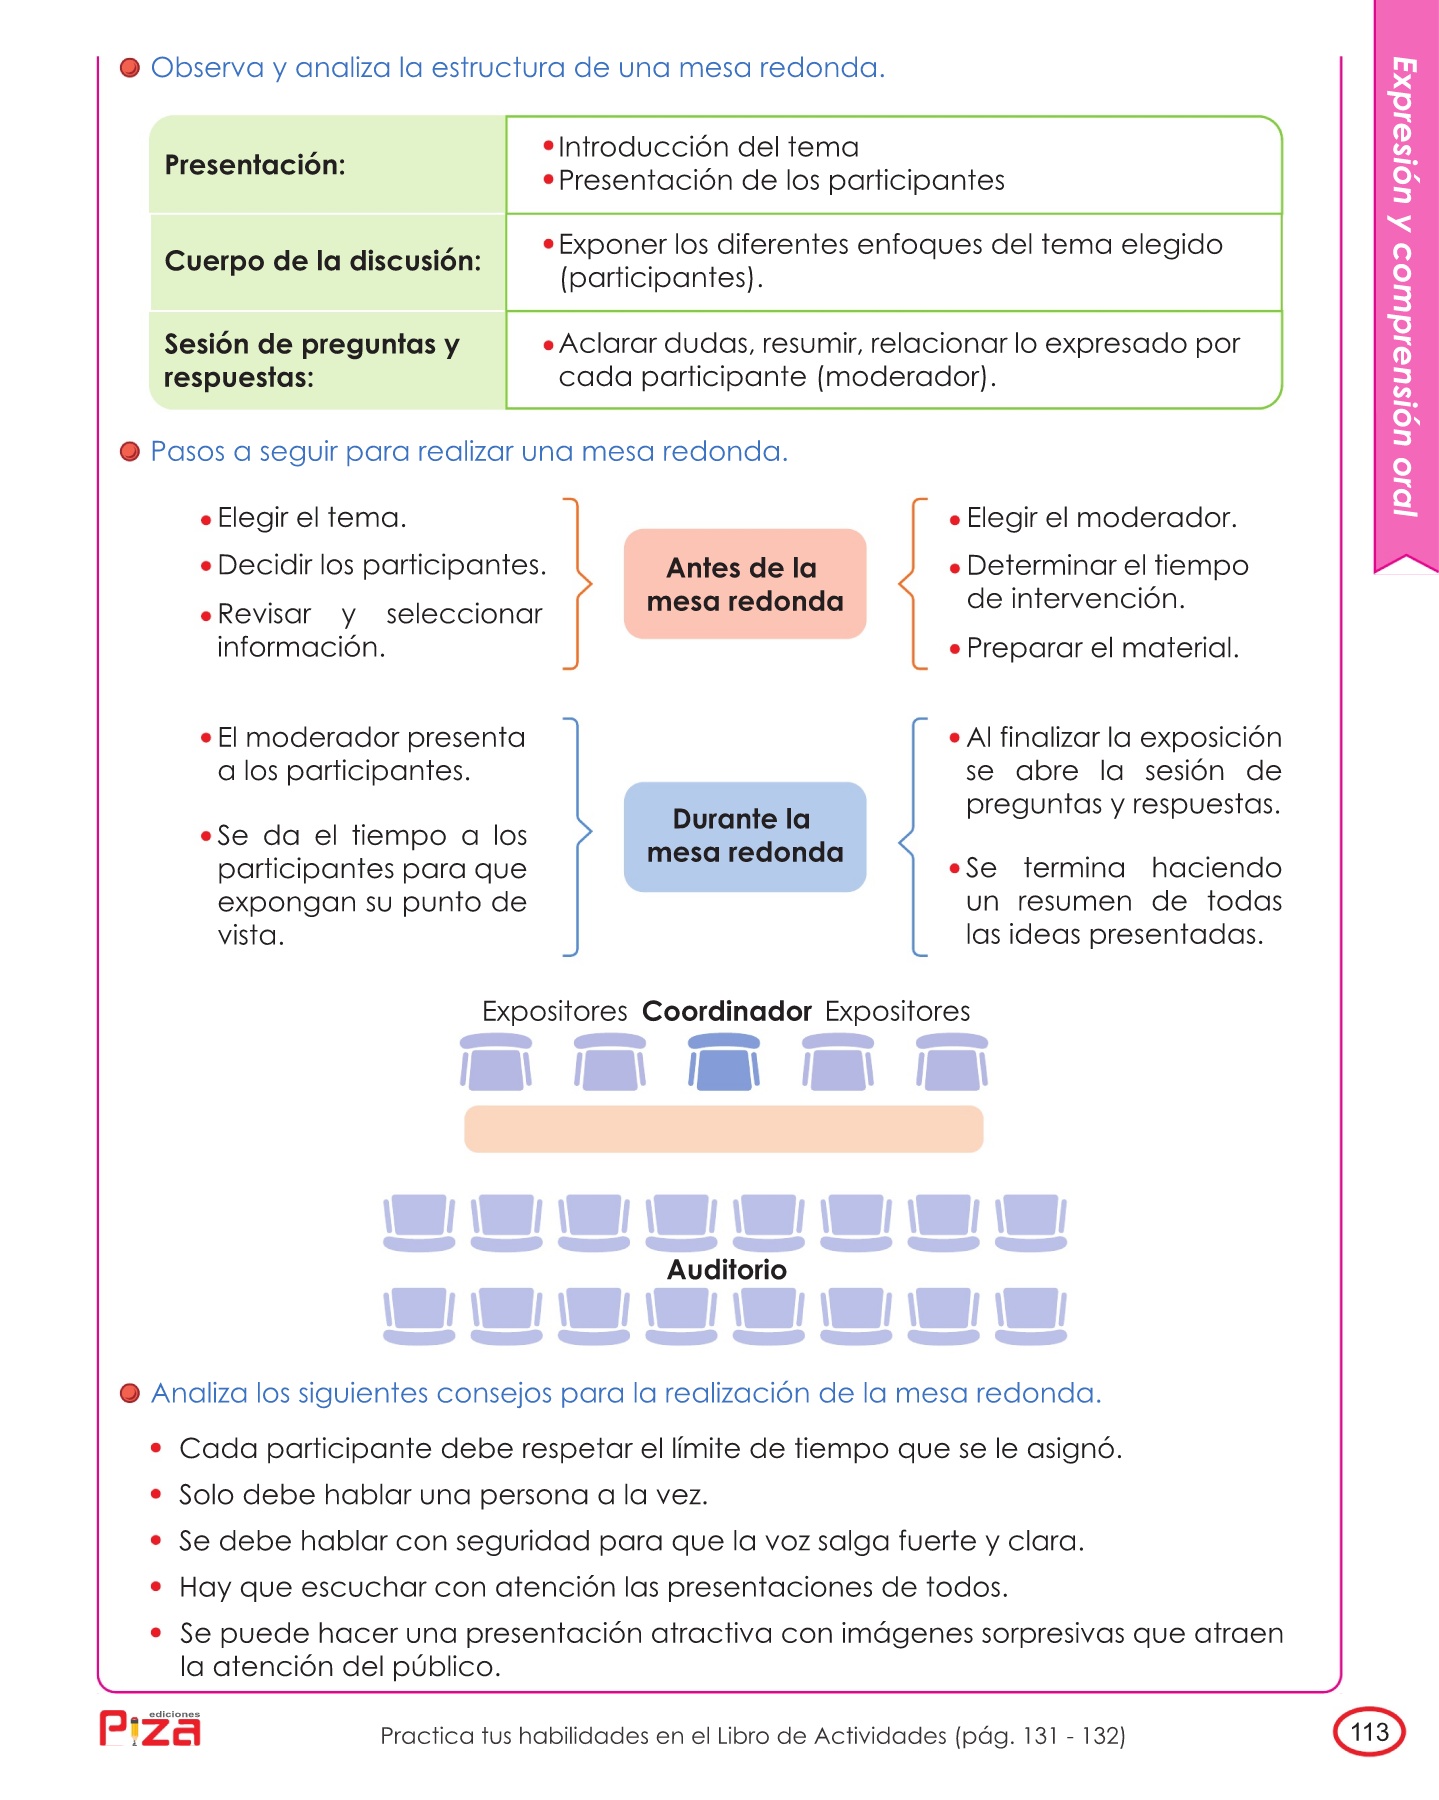 Observa y analiza la estructura de una mesa redonda.
Presentación:
•Introducción del tema
•Presentación de los participantes
Cuerpo de la discusión:
•Exponer los diferentes enfoques del tema elegido
(participantes).
Sesión de preguntas y
respuestas:
•Aclarar dudas, resumir, relacionar lo expresado por
cada participante (moderador).
Pasos a seguir para realizar una mesa redonda.
•Elegir el tema.
•Decidir los participantes.
•Revisar y seleccionar
información.
Antes de la
mesa redonda
•Elegir el moderador.
•Determinar el tiempo
de intervención.
•Preparar el material.
•El moderador presenta
a los participantes.
•Se da el tiempo a los
participantes para que
expongan su punto de
vista.
Durante la
mesa redonda
•Al finalizar la exposición
se abre la sesión de
preguntas y respuestas.
•Se termina haciendo
un resumen de todas
las ideas presentadas.
Expositores Coordinador Expositores
Auditorio
Analiza los siguientes consejos para la realización de la mesa redonda.
• Cada participante debe respetar el límite de tiempo que se le asignó.
• Solo debe hablar una persona a la vez.
• Se debe hablar con seguridad para que la voz salga fuerte y clara.
• Hay que escuchar con atención las presentaciones de todos.
• Se puede hacer una presentación atractiva con imágenes sorpresivas que atraen
la atención del público.
Expresión y comprensión oral
ediciones
Piza
Practica tus habilidades en el Libro de Actividades (pág. 131 - 132)
113